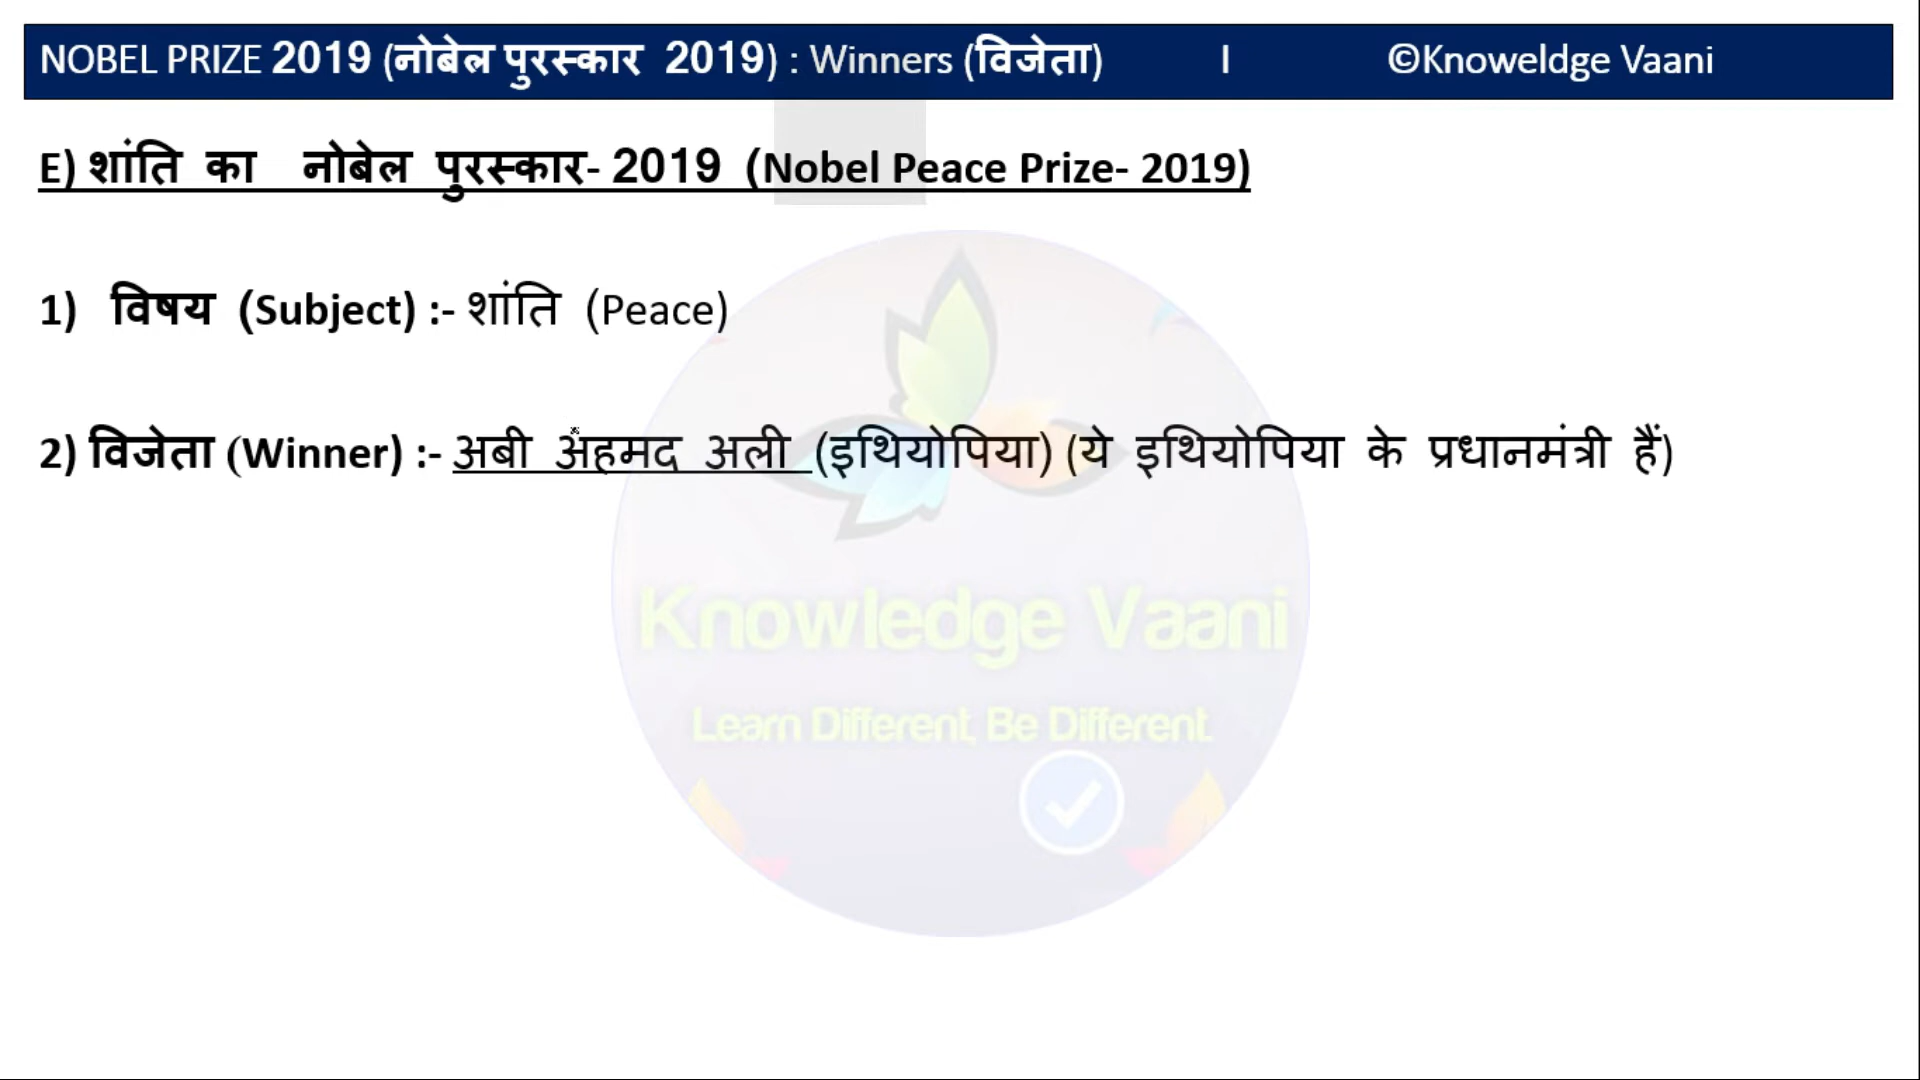 NOBEL PRIZE 2019 (नोबेल पुरस्कार 2019) : Winners (विजेता) I ©Knoweldge Vaani
E) शांति का नोबेल पुरस्कार- 2019 (Nobel Peace Prize- 2019)
1) विषय (Subject) :- शांति (Peace)
2) विजेता (Winner) :- अबी अहमद अली (इथियोपिया) (ये इथियोपिया के प्रधानमंत्री हैं)
Knowledge Vaani
Learn Different, Be Different